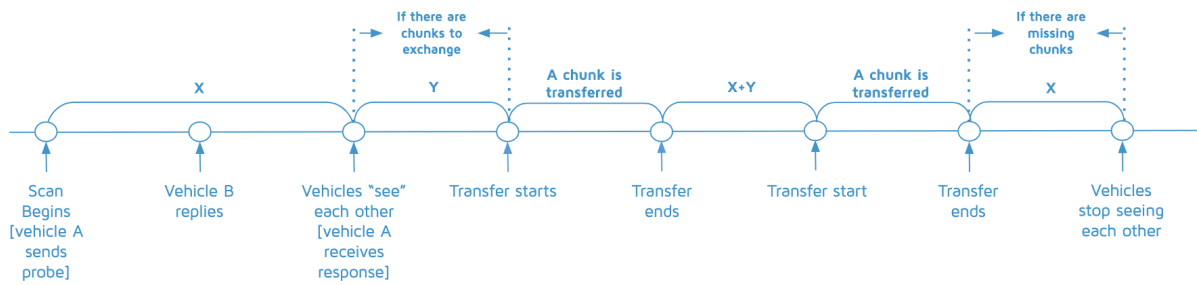 If there are
chunks to
exchange
If there are
missing
chunks
X
Y
A chunk is
transferred
X+Y
A chunk is
transferred
X
Scan
Begins
[vehicle A
sends
probe]
Vehicle B
replies
Vehicles “see”
each other
[vehicle A
receives
response]
Transfer starts
Transfer
ends
Transfer start
Transfer
ends
Vehicles
stop seeing
each other